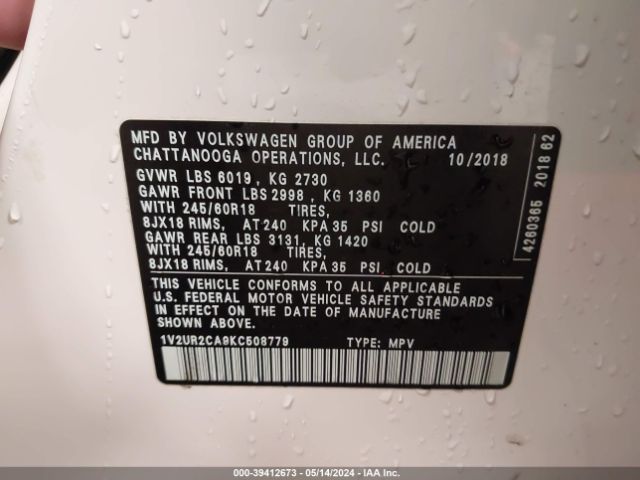 MFD BY VOLKSWAGEN GROUP OF AMERICA
CHATTANOOGA OPERATIONS, LLC. 10/2018
GVWR LBS 6019, KG 2730
GAWR FRONT LBS 2998, KG 1360
WITH 245/60R18 TIRES,
8JX18 RIMS, AT 240 KPA 35 PSI COLD
GAWR REAR LBS 3131, KG 1420
WITH 245/60R18 TIRES,
8JX18 RIMS, AT 240 KPA 35 PSI, COLD
THIS VEHICLE CONFORMS TO ALL APPLICABLE
U.S. FEDERAL MOTOR VEHICLE SAFETY STANDARDS
IN EFFECT ON THE DATE OF MANUFACTURE
SHOWN ABOVE.
1V2UR2CA9KC508779 TYPE: MPV
4260365 2018 62
000-39412673 - 05/14/2024 - IAA Inc.